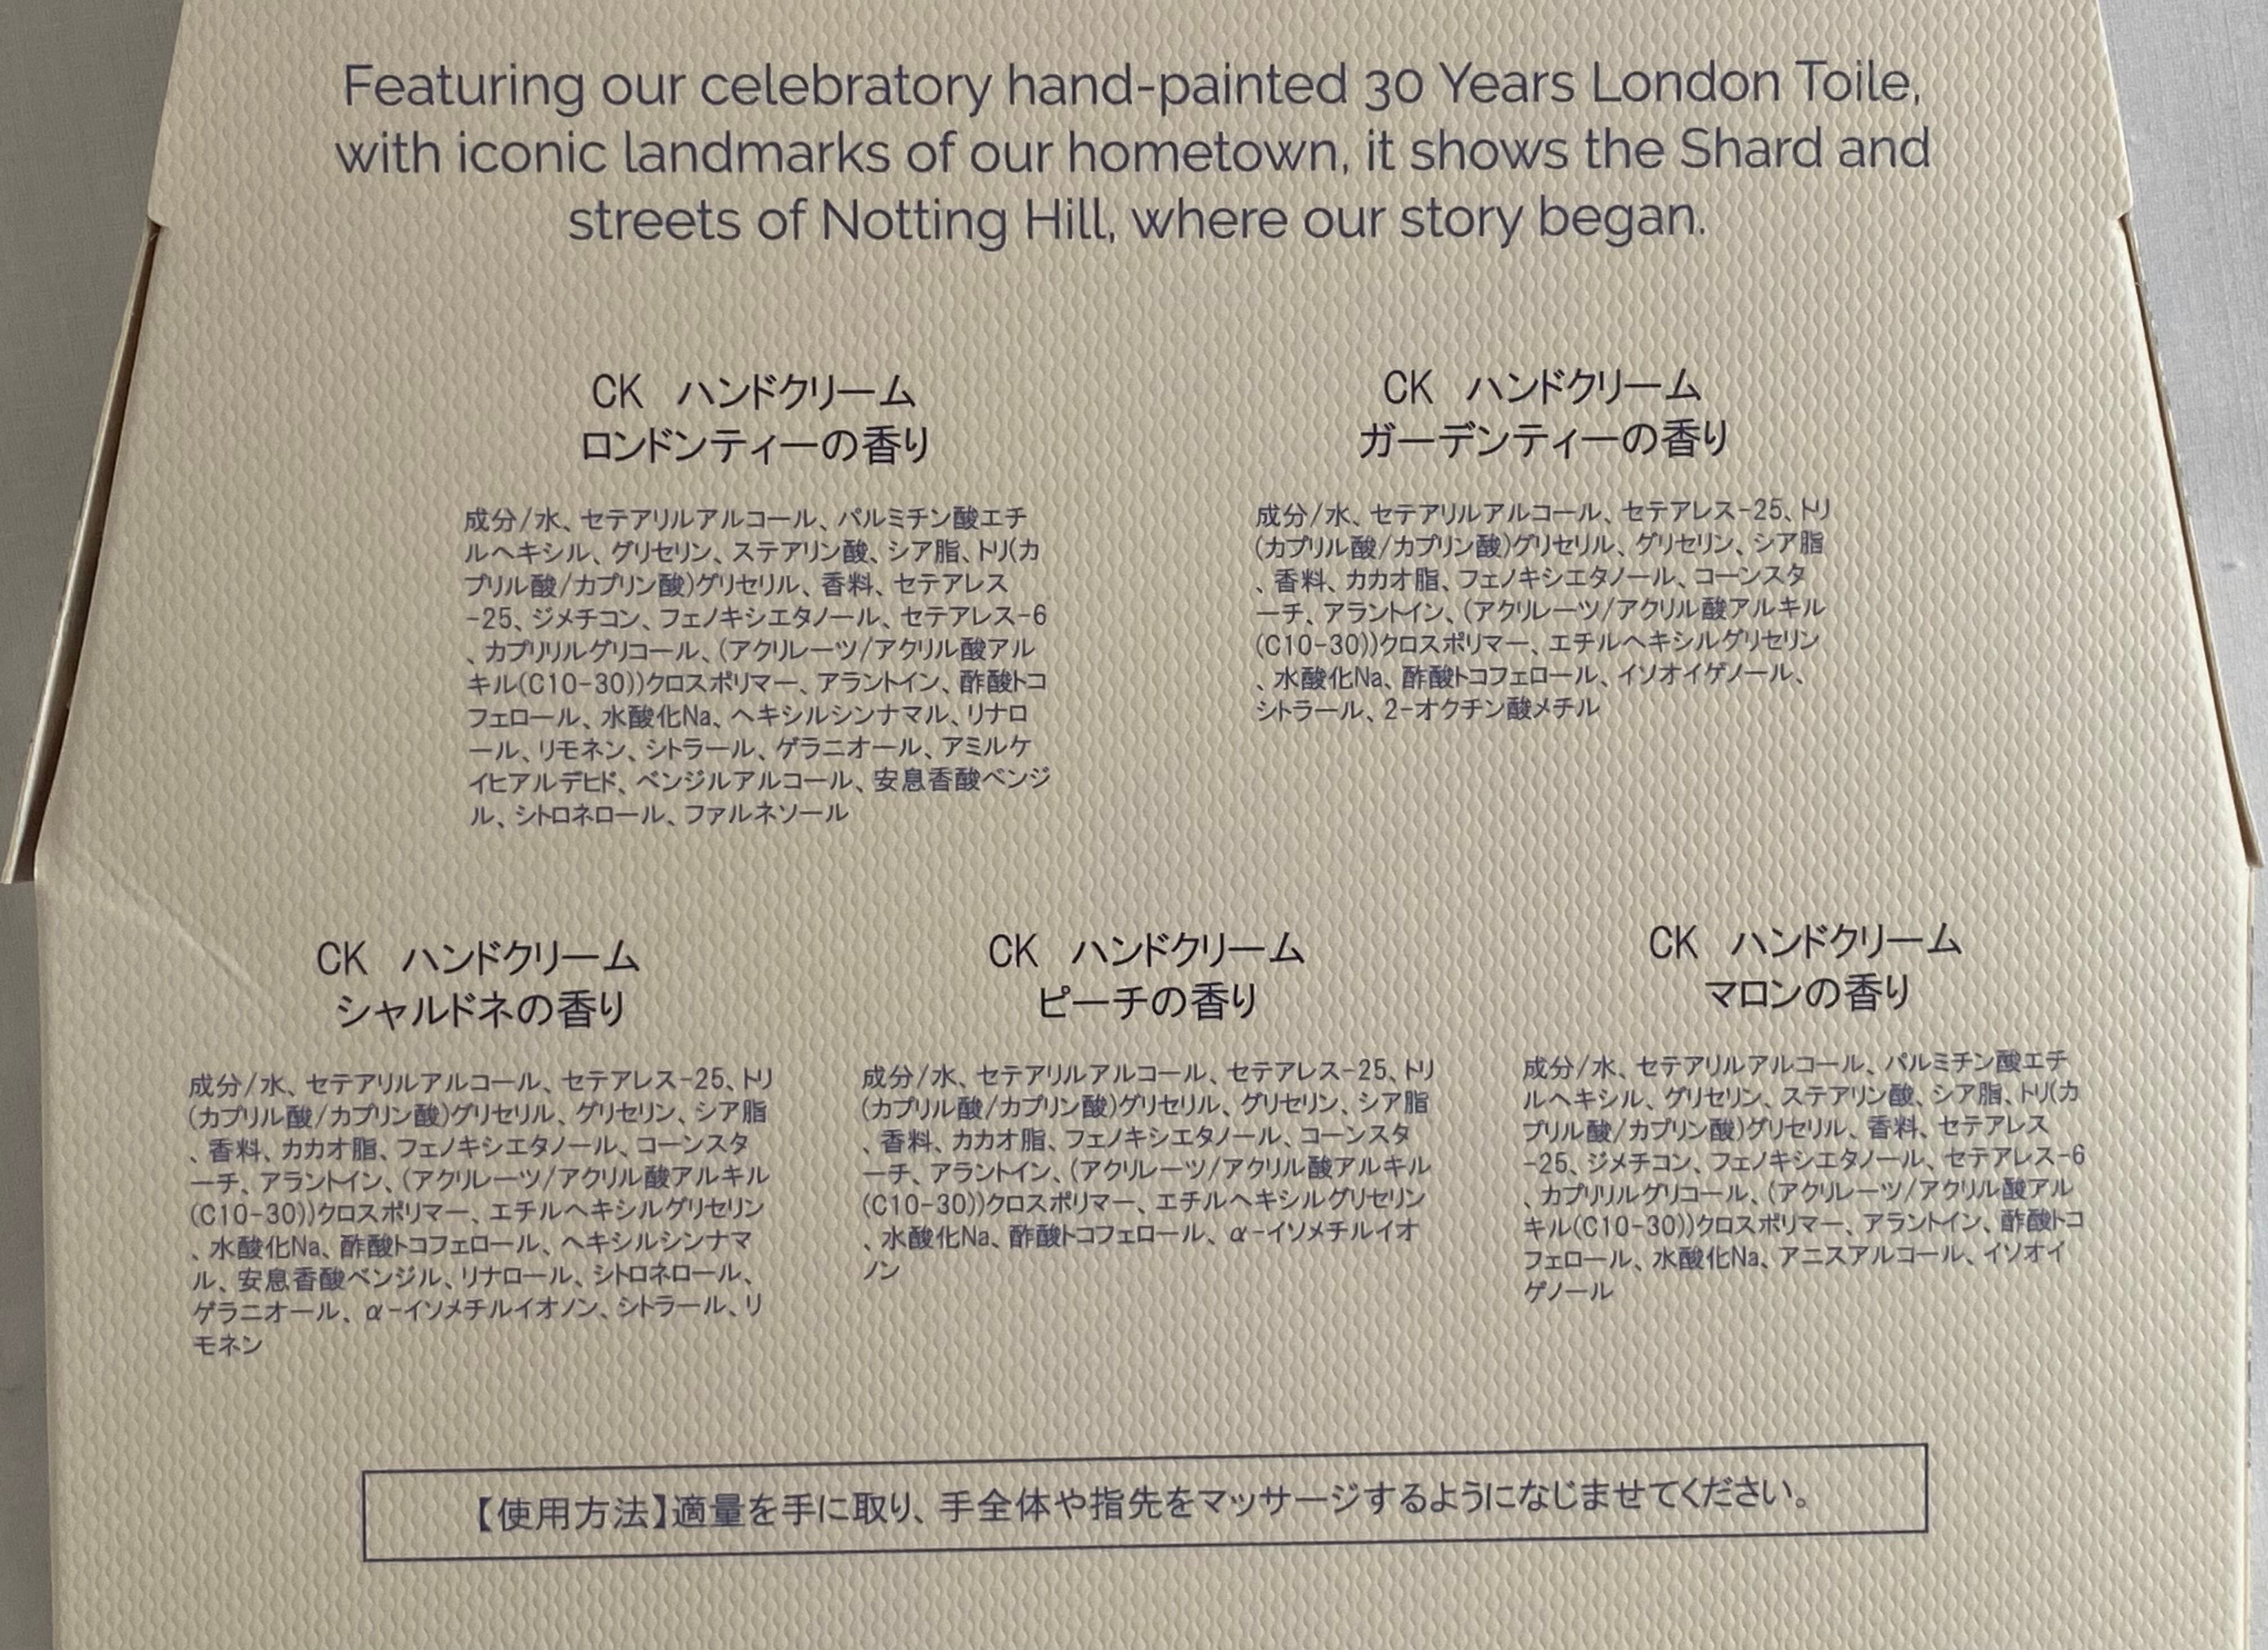 Featuring our celebratory hand-painted 30 Years London Toile,
with iconic landmarks of our hometown, it shows the Shard and
streets of Notting Hill, where our story began.
CK ハンドクリーム
ロンドンティーの香り
成分/水、セテアリルアルコール、パルミチン酸エチ
ルヘキシル、グリセリン、ステアリン酸、シア脂、トリ(カ
プリル酸/カプリン酸)グリセリル、香料、セテアレス
-25、ジメチコン、フェノキシエタノール、セテアレス-6
、カプリリルグリコール、(アクリレーツ/アクリル酸アル
キル(C10-30))クロスポリマー、アラントイン、酢酸トコ
フェロール、水酸化Na、ヘキシルシンナマル、リナロ
ール、リモネン、シトラール、ゲラニオール、アミルケ
イヒアルデヒド、ベンジルアルコール、安息香酸ベンジ
ル、シトロネロール、ファルネソール
CK ハンドクリーム
ガーデンティーの香り
成分/水、セテアリルアルコール、セテアレス-25、トリ
(カプリル酸/カプリン酸)グリセリル、グリセリン、シア脂
、香料、カカオ脂、フェノキシエタノール、コーンスタ
ーチ、アラントイン、(アクリレーツ/アクリル酸アルキル
(C10-30))クロスポリマー、エチルヘキシルグリセリン
、水酸化Na、酢酸トコフェロール、イソオイゲノール、
シトラール、2-オクチン酸メチル
CK ハンドクリーム
シャルドネの香り
成分/水、セテアリルアルコール、セテアレス-25、トリ
(カプリル酸/カプリン酸)グリセリル、グリセリン、シア脂
、香料、カカオ脂、フェノキシエタノール、コーンスタ
ーチ、アラントイン、(アクリレーツ/アクリル酸アルキル
(C10-30))クロスポリマー、エチルヘキシルグリセリン
、水酸化Na、酢酸トコフェロール、ヘキシルシンナマ
ル、安息香酸ベンジル、リナロール、シトロネロール、
ゲラニオール、α-イソメチルイオノン、シトラール、リ
モネン
CK ハンドクリーム
ピーチの香り
成分/水、セテアリルアルコール、セテアレス-25、トリ
(カプリル酸/カプリン酸)グリセリル、グリセリン、シア脂
、香料、カカオ脂、フェノキシエタノール、コーンスタ
ーチ、アラントイン、(アクリレーツ/アクリル酸アルキル
(C10-30))クロスポリマー、エチルヘキシルグリセリン
、水酸化Na、酢酸トコフェロール、α-イソメチルイオ
ノン
CK ハンドクリーム
マロンの香り
成分/水、セテアリルアルコール、パルミチン酸エチ
ルヘキシル、グリセリン、ステアリン酸、シア脂、トリ(カ
プリル酸/カプリン酸)グリセリル、香料、セテアレス
-25、ジメチコン、フェノキシエタノール、セテアレス-6
、カプリリルグリコール、(アクリレーツ/アクリル酸アル
キル(C10-30))クロスポリマー、アラントイン、酢酸トコ
フェロール、水酸化Na、アニスアルコール、イソオイ
ゲノール
【使用方法】適量を手に取り、手全体や指先をマッサージするようになじませてください。